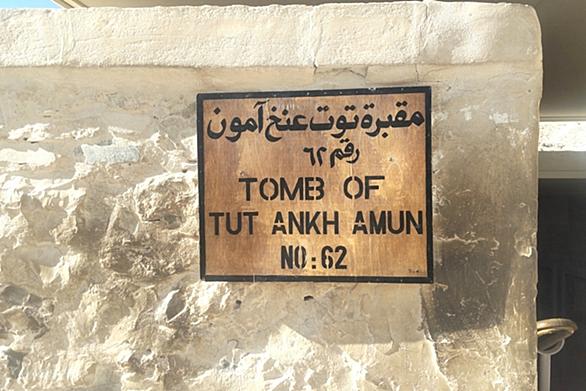 مقبرة توت عنخ آمون
رقم ٦٢
TOMB OF
TUT ANKH AMUN
NO: 62